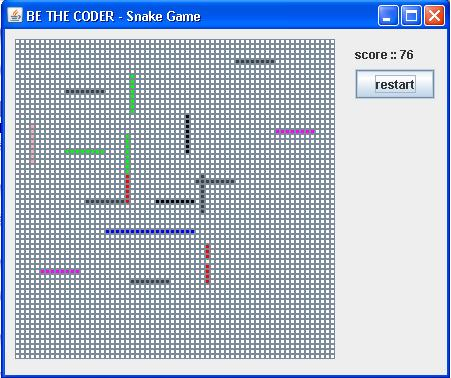 BE THE CODER - Snake Game
score :: 76
restart